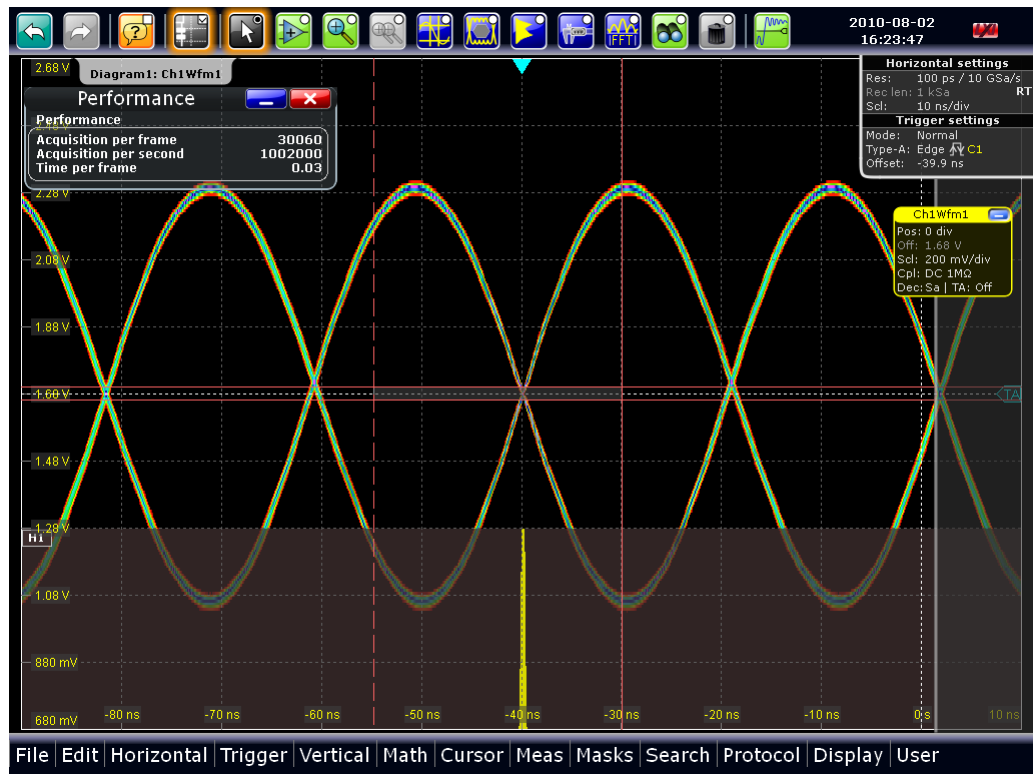 2010-08-02
16:23:47
2.68 V
Diagram1: Ch1Wfm1
Performance
Performance
Acquisition per frame 30060
Acquisition per second 1002000
Time per frame 0.03
Horizontal settings
Res: 100 ps / 10 GSa/s
Rec len: 1 kSa RT
Scl: 10 ns/div
Trigger settings
Mode: Normal
Type-A: Edge C1
Offset: -39.9 ns
2.28 V
Ch1Wfm1
Pos: 0 div
Off: 1.68 V
Scl: 200 mV/div
Cpl: DC 1MΩ
Dec: Sa | TA: Off
2.08 V
1.88 V
1.68 V
TA
1.48 V
1.28 V
H1
1.08 V
880 mV
680 mV
-80 ns -70 ns -60 ns -50 ns -40 ns -30 ns -20 ns -10 ns 0 s 10 ns
File Edit Horizontal Trigger Vertical Math Cursor Meas Masks Search Protocol Display User